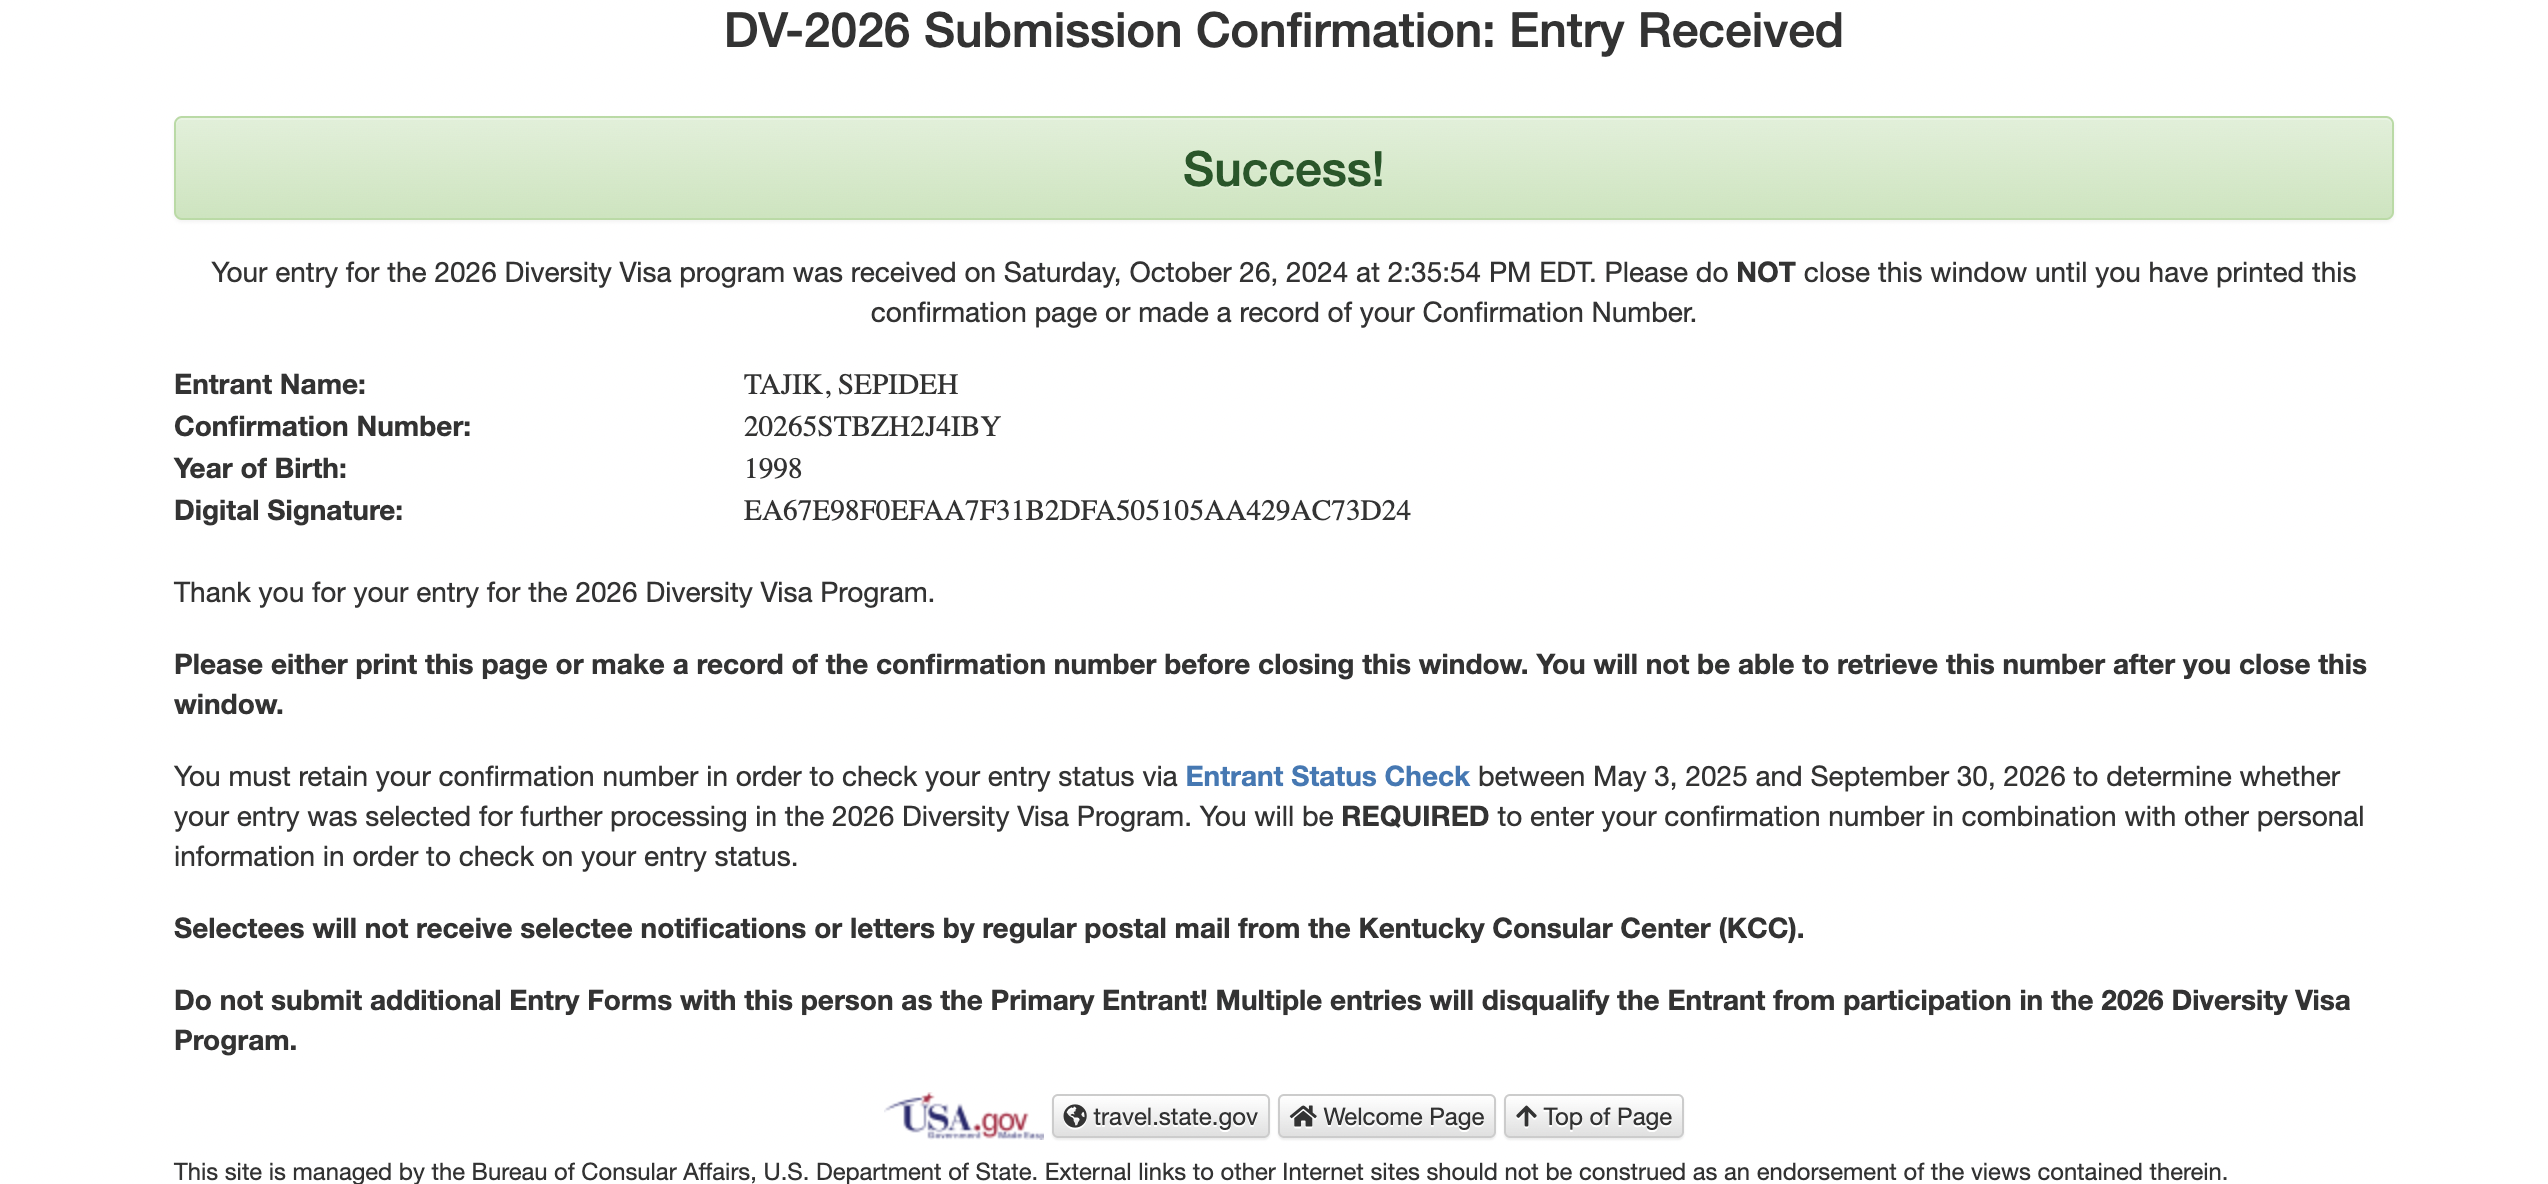 DV-2026 Submission Confirmation: Entry Received
Success!
Your entry for the 2026 Diversity Visa program was received on Saturday, October 26, 2024 at 2:35:54 PM EDT. Please do NOT close this window until you have printed this
confirmation page or made a record of your Confirmation Number.
Entrant Name: TAJIK, SEPIDEH
Confirmation Number: 20265STBZH2J4IBY
Year of Birth: 1998
Digital Signature: EA67E98F0EFAA7F31B2DFA505105AA429AC73D24
Thank you for your entry for the 2026 Diversity Visa Program.
Please either print this page or make a record of the confirmation number before closing this window. You will not be able to retrieve this number after you close this
window.
You must retain your confirmation number in order to check your entry status via Entrant Status Check between May 3, 2025 and September 30, 2026 to determine whether
your entry was selected for further processing in the 2026 Diversity Visa Program. You will be REQUIRED to enter your confirmation number in combination with other personal
information in order to check on your entry status.
Selectees will not receive selectee notifications or letters by regular postal mail from the Kentucky Consular Center (KCC).
Do not submit additional Entry Forms with this person as the Primary Entrant! Multiple entries will disqualify the Entrant from participation in the 2026 Diversity Visa
Program.
USA.gov travel.state.gov Welcome Page Top of Page
Government Made Easy
This site is managed by the Bureau of Consular Affairs, U.S. Department of State. External links to other Internet sites should not be construed as an endorsement of the views contained therein.